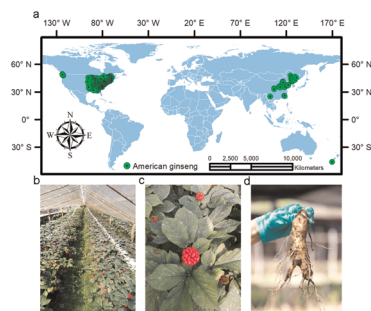 a
130° W 80° W 30° W 20° E 70° E 120° E 170° E
60° N 60° N
30° N 30° N
0° 0°
30° S 30° S
N
W E
S
American ginseng
0 2,500 5,000 10,000
Kilometers
b c d